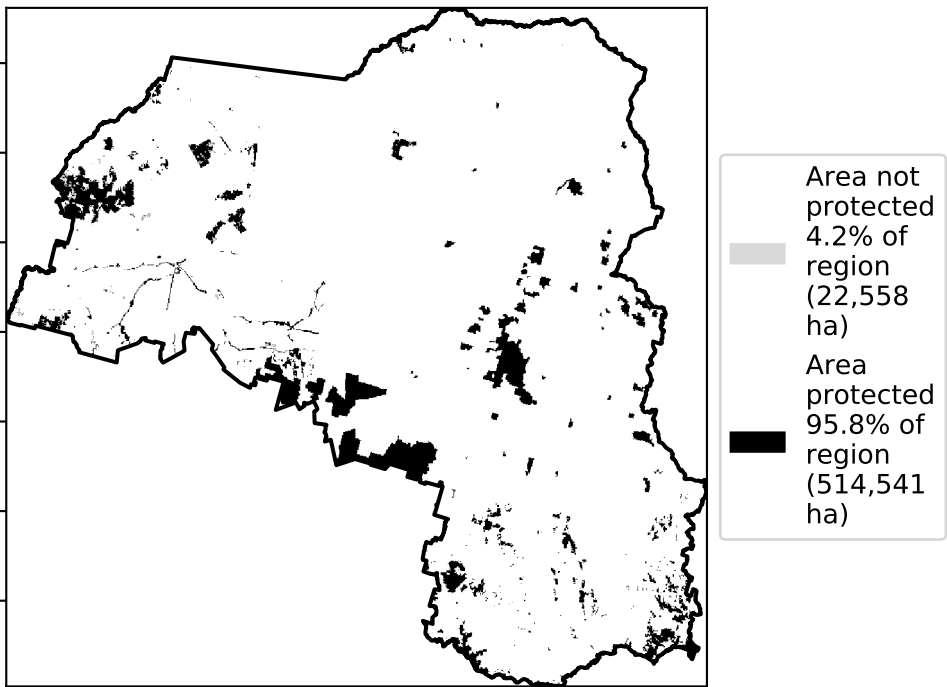 Area not
protected
4.2% of
region
(22,558
ha)
Area
protected
95.8% of
region
(514,541
ha)